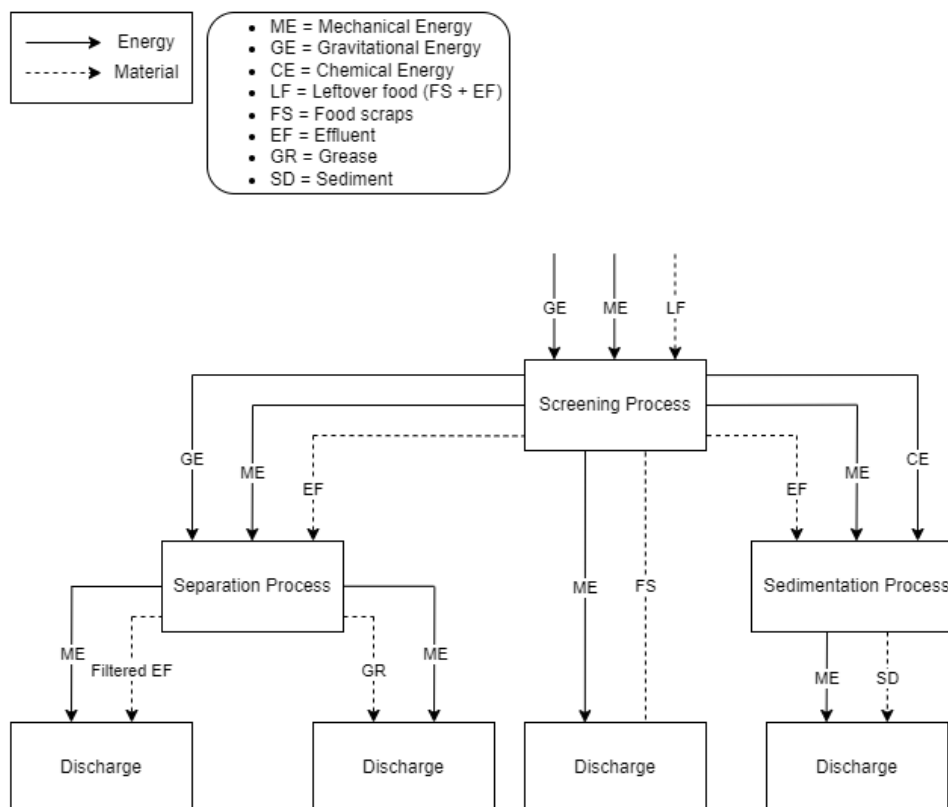 Energy
Material
ME = Mechanical Energy
GE = Gravitational Energy
CE = Chemical Energy
LF = Leftover food (FS + EF)
FS = Food scraps
EF = Effluent
GR = Grease
SD = Sediment
GE
ME
LF
Screening Process
GE
ME
EF
EF
ME
CE
Separation Process
ME
FS
Sedimentation Process
ME
Filtered EF
GR
ME
ME
SD
Discharge
Discharge
Discharge
Discharge